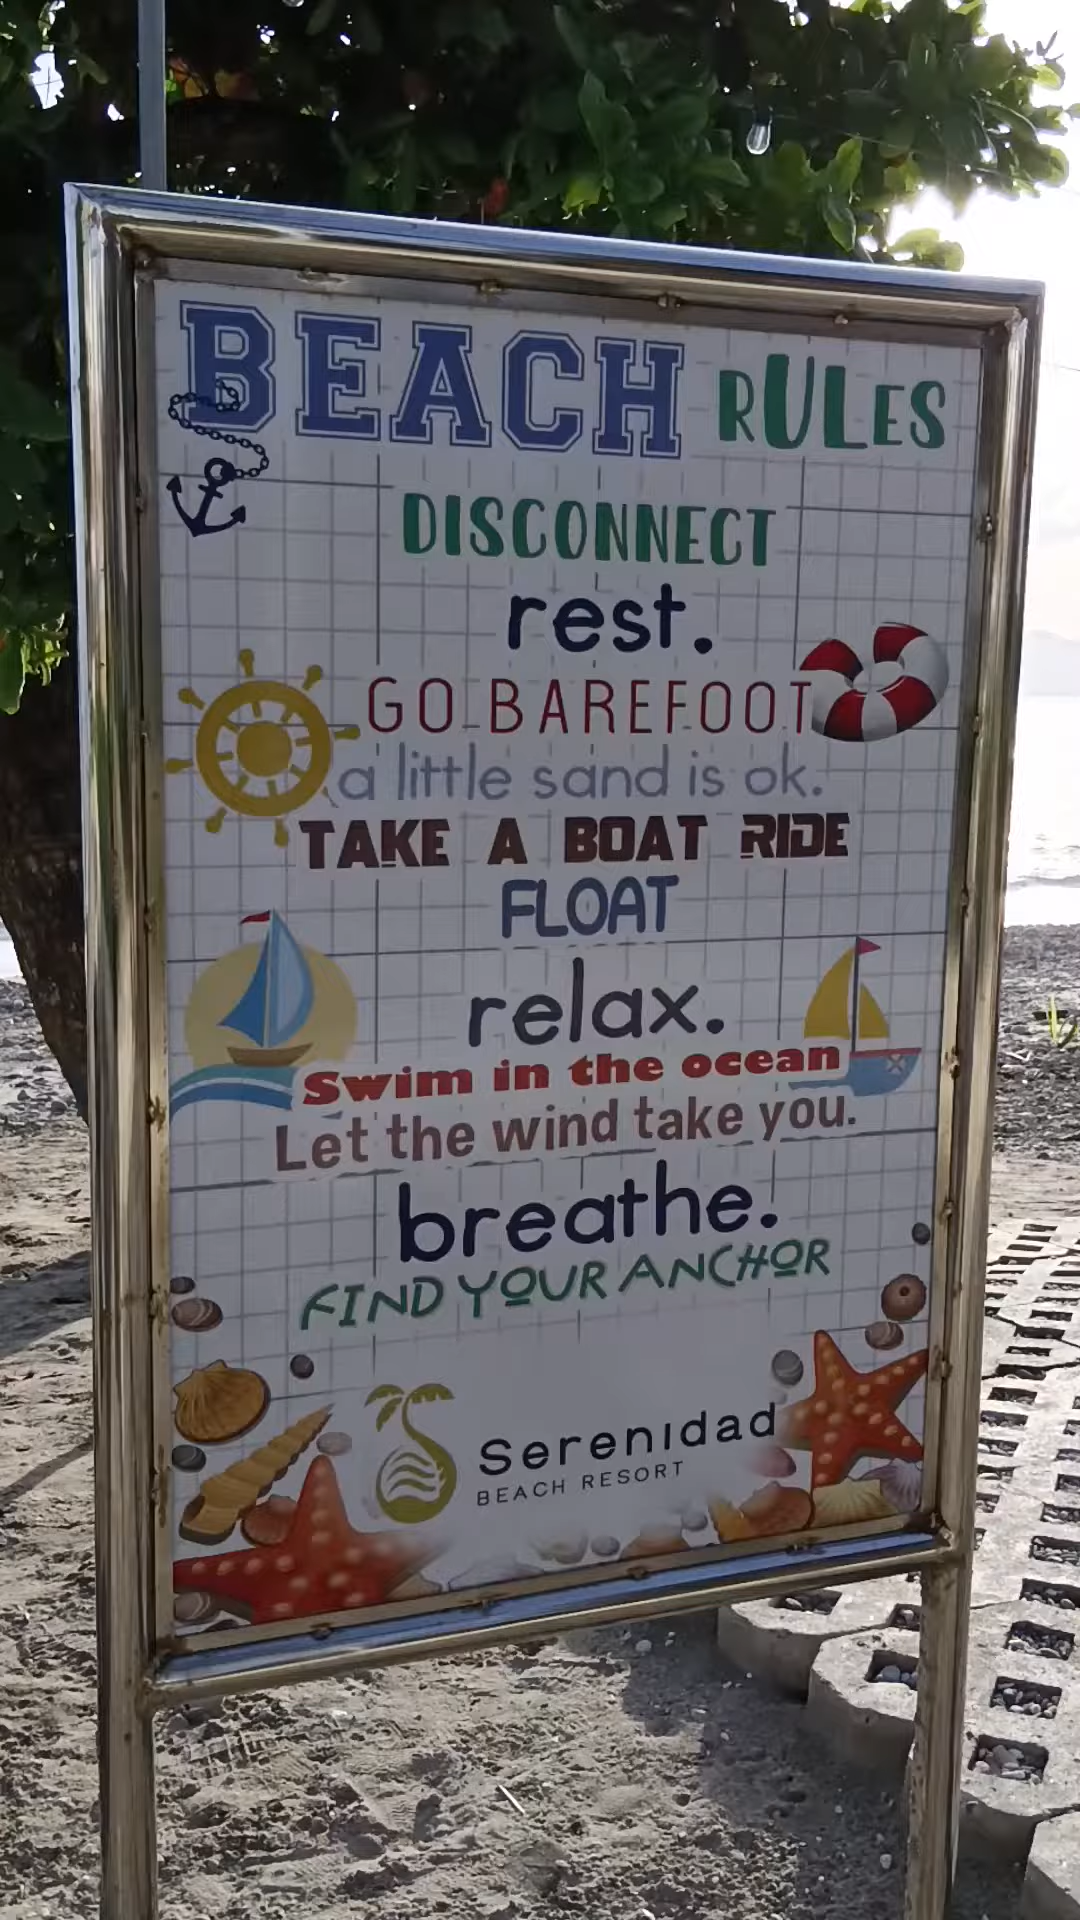 BEACH RULES
DISCONNECT
rest.
GO BAREFOOT
a little sand is ok.
TAKE A BOAT RIDE
FLOAT
relax.
Swim in the ocean
Let the wind take you.
breathe.
FIND YOUR ANCHOR
Serenidad
BEACH RESORT